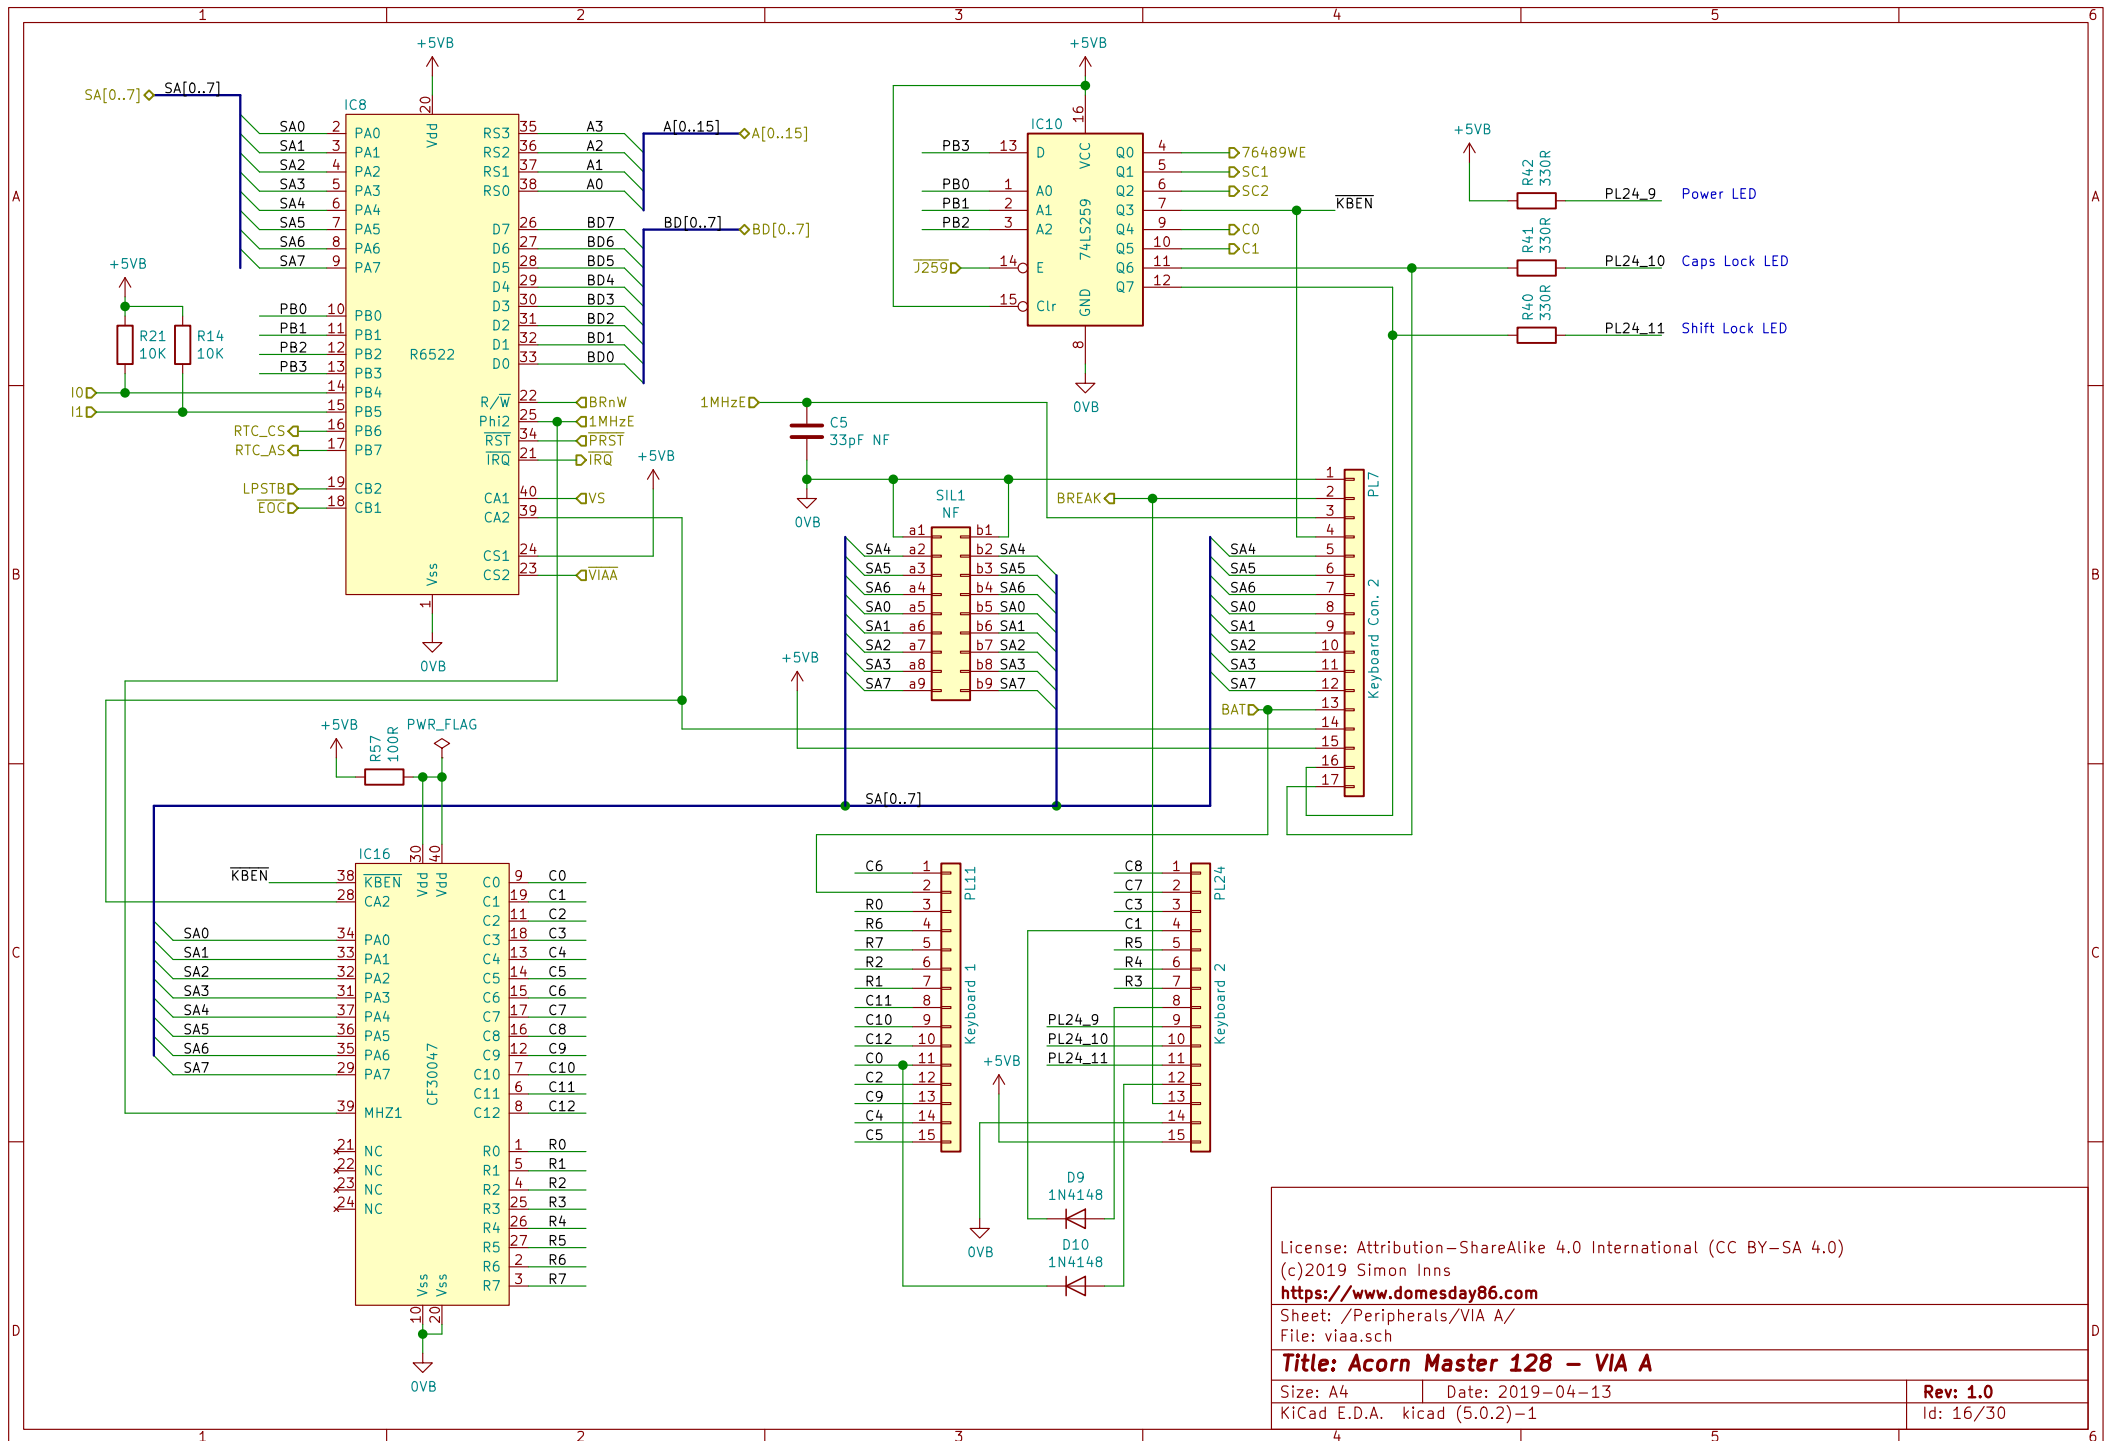 1 2 3 4 5 6
A
B
C
D
SA[0..7]
SA[0..7]
+5VB
IC8
20
Vdd
SA0 2 PA0
SA1 3 PA1
SA2 4 PA2
SA3 5 PA3
SA4 6 PA4
SA5 7 PA5
SA6 8 PA6
SA7 9 PA7
PB0 10 PB0
PB1 11 PB1
PB2 12 PB2
PB3 13 PB3
I0 14 PB4
I1 15 PB5
RTC_CS 16 PB6
RTC_AS 17 PB7
LPSTB 19 CB2
EOC 18 CB1
R6522
+5VB
R21
10K
R14
10K
RS3 35 A3
RS2 36 A2
RS1 37 A1
RS0 38 A0
A[0..15]
A[0..15]
D7 26 BD7
D6 27 BD6
D5 28 BD5
D4 29 BD4
D3 30 BD3
D2 31 BD2
D1 32 BD1
D0 33 BD0
BD[0..7]
BD[0..7]
R/W 22 BRnW
Phi2 25 1MHzE
RST 34 PRST
IRQ 21 IRQ
CA1 40 VS
CA2 39
CS1 24
CS2 23 VIAA
+5VB
Vss
1
0VB
+5VB
IC10
16
VCC
PB3 13 D
PB0 1 A0
PB1 2 A1
PB2 3 A2
J259 14 E
15 Clr
74LS259
GND
8
0VB
Q0 4 76489WE
Q1 5 SC1
Q2 6 SC2
Q3 7 KBEN
Q4 9 C0
Q5 10 C1
Q6 11
Q7 12
+5VB
R42
330R
PL24_9 Power LED
R41
330R
PL24_10 Caps Lock LED
R40
330R
PL24_11 Shift Lock LED
1MHzE
C5
33pF NF
0VB
BREAK
SIL1
NF
a1 b1
SA4 a2 b2 SA4
SA5 a3 b3 SA5
SA6 a4 b4 SA6
SA0 a5 b5 SA0
SA1 a6 b6 SA1
SA2 a7 b7 SA2
SA3 a8 b8 SA3
SA7 a9 b9 SA7
+5VB
SA[0..7]
1
2
3
4
SA4 5
SA5 6
SA6 7
SA0 8
SA1 9
SA2 10
SA3 11
SA7 12
BAT 13
14
15
16
17
PL7
Keyboard Con. 2
+5VB
R57
100R
PWR_FLAG
IC16
30 40
Vdd Vdd
KBEN 38 KBEN
28 CA2
SA0 34 PA0
SA1 33 PA1
SA2 32 PA2
SA3 31 PA3
SA4 37 PA4
SA5 36 PA5
SA6 35 PA6
SA7 29 PA7
39 MHZ1
21 NC
22 NC
23 NC
24 NC
CF30047
C0 9 C0
C1 19 C1
C2 11 C2
C3 18 C3
C4 13 C4
C5 14 C5
C6 15 C6
C7 17 C7
C8 16 C8
C9 12 C9
C10 7 C10
C11 6 C11
C12 8 C12
R0 1 R0
R1 5 R1
R2 4 R2
R3 25 R3
R4 26 R4
R5 27 R5
R6 2 R6
R7 3 R7
Vss Vss
10 20
0VB
C6 1
2
R0 3
R6 4
R7 5
R2 6
R1 7
C11 8
C10 9
C12 10
C0 11
C2 12
C9 13
C4 14
C5 15
PL11
Keyboard 1
C8 1
C7 2
C3 3
C1 4
R5 5
R4 6
R3 7
8
PL24_9 9
PL24_10 10
PL24_11 11
12
13
14
15
PL24
Keyboard 2
+5VB
0VB
D9
1N4148
D10
1N4148
License: Attribution-ShareAlike 4.0 International (CC BY-SA 4.0)
(c)2019 Simon Inns
https://www.domesday86.com
Sheet: /Peripherals/VIA A/
File: viaa.sch
Title: Acorn Master 128 - VIA A
Size: A4 Date: 2019-04-13 Rev: 1.0
KiCad E.D.A. kicad (5.0.2)-1 Id: 16/30
A
B
C
D
1 2 3 4 5 6